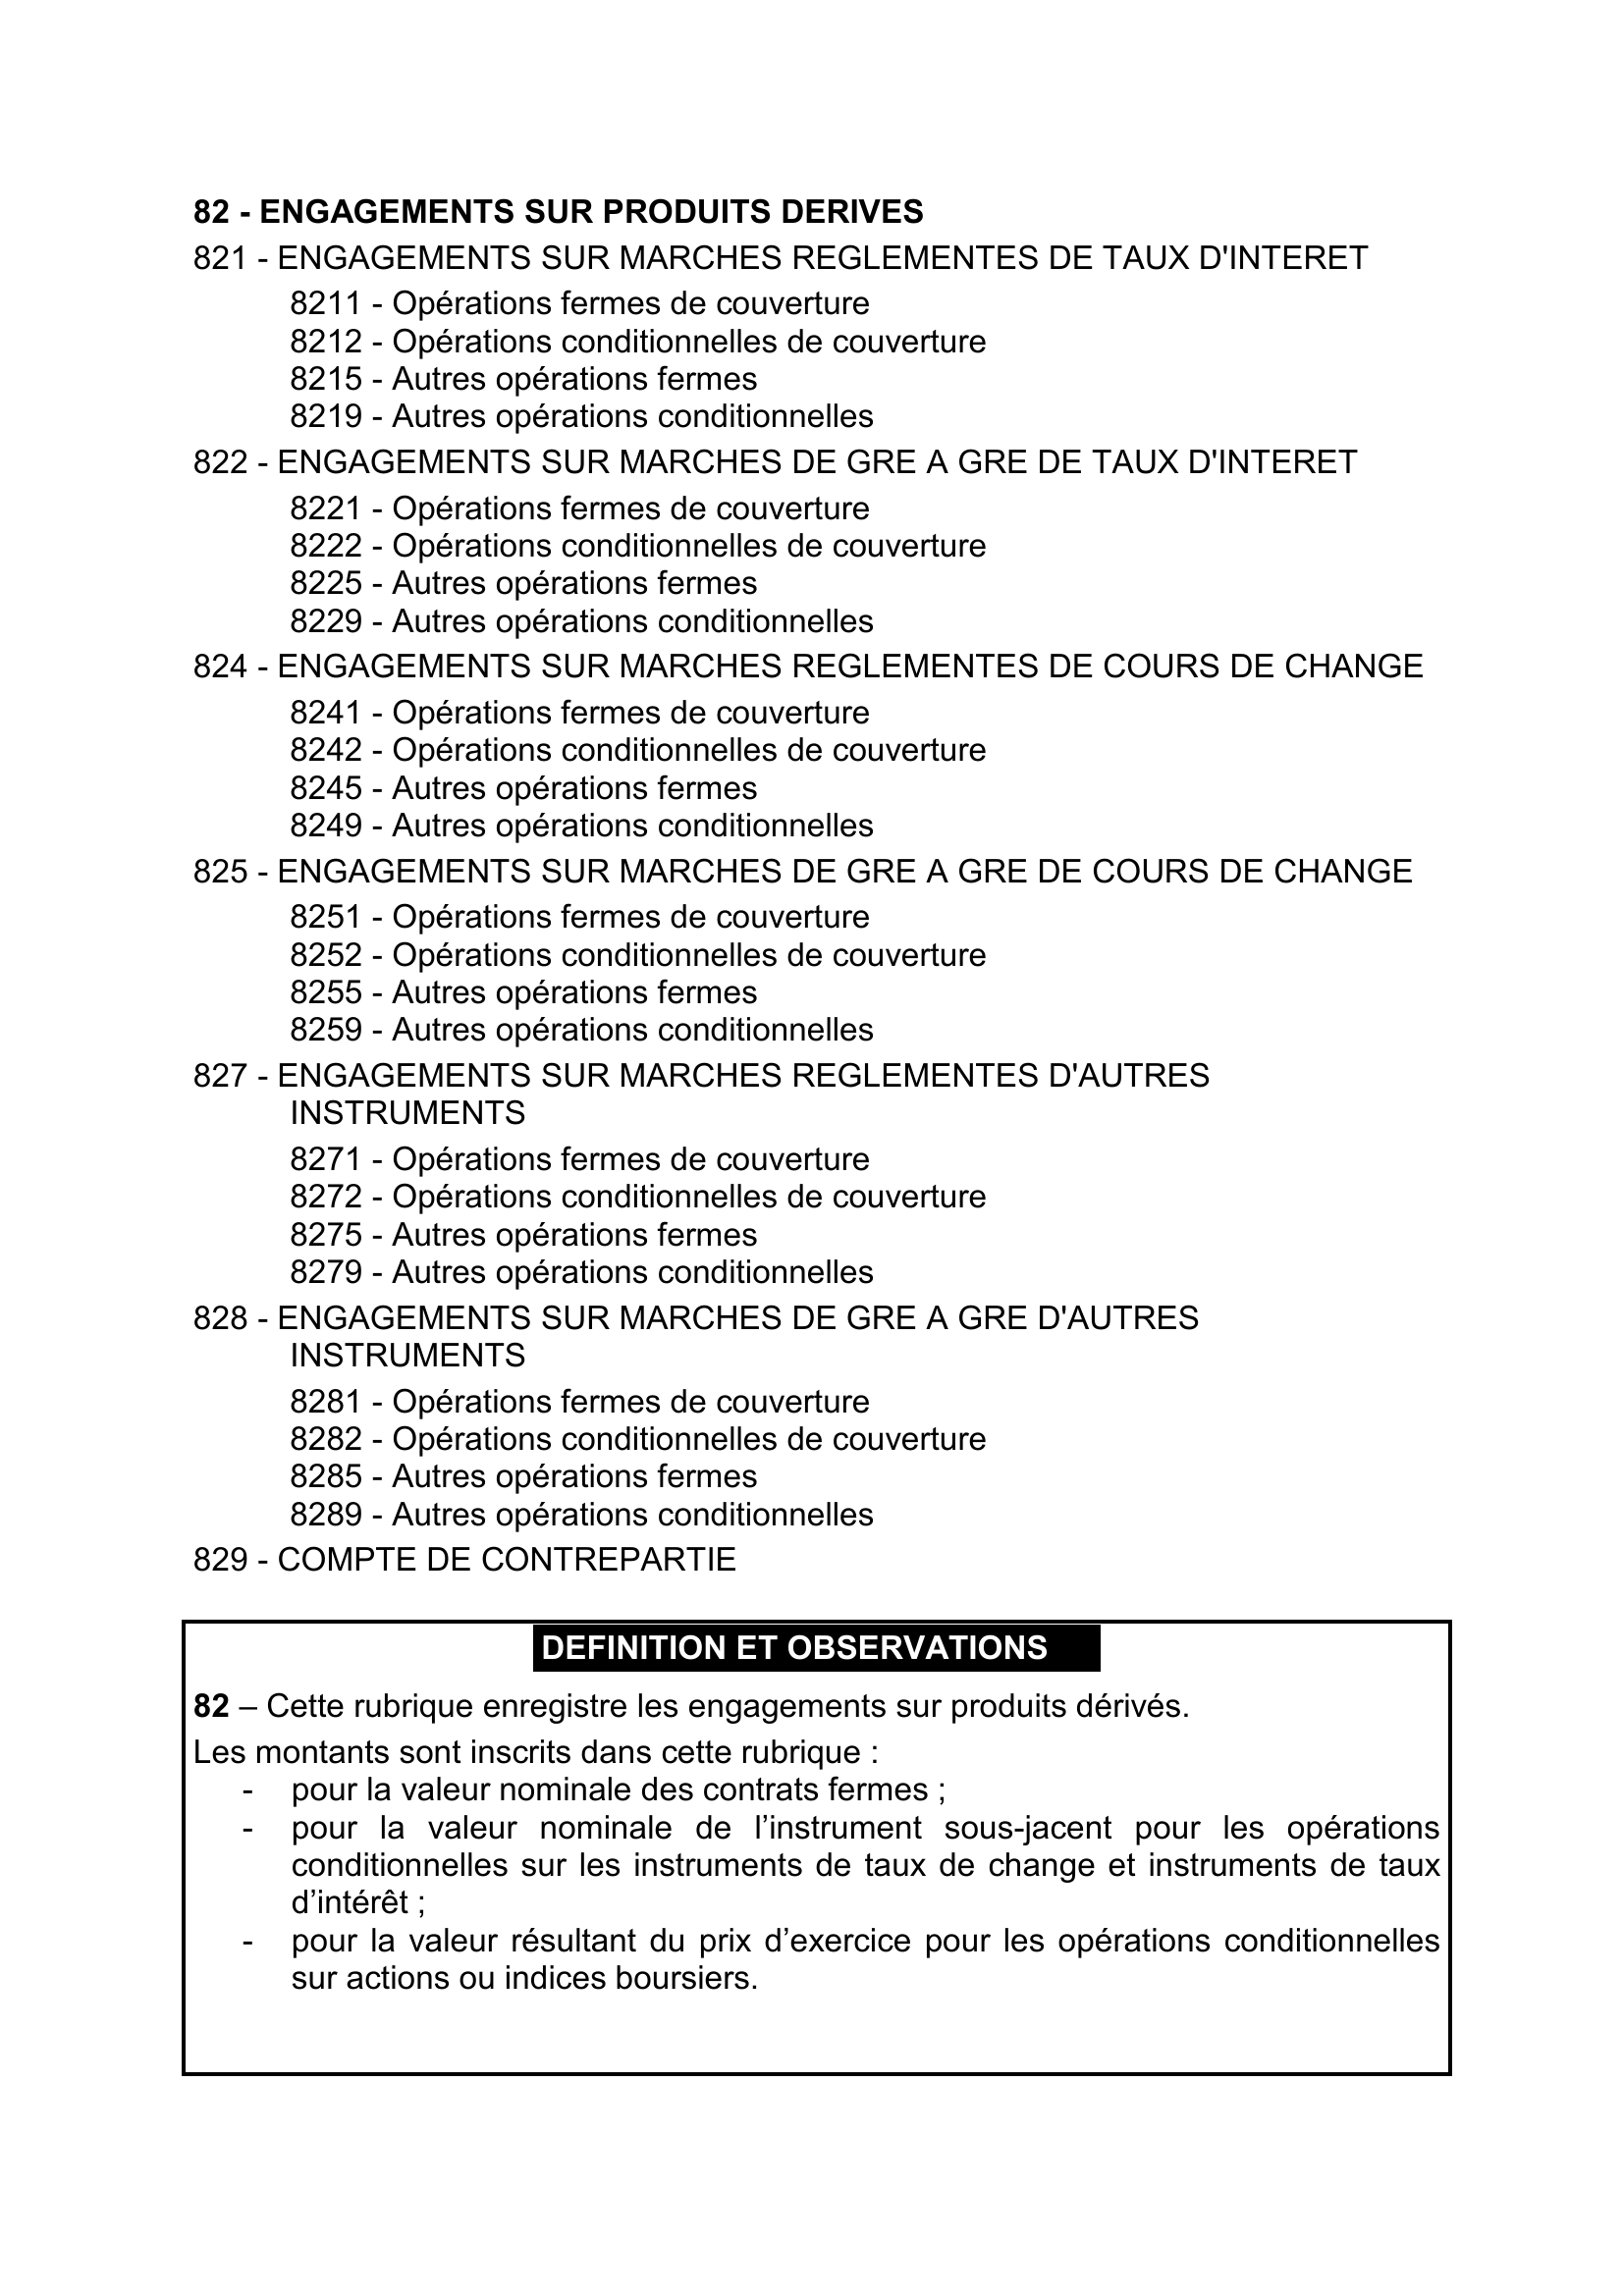 82 - ENGAGEMENTS SUR PRODUITS DERIVES
821 - ENGAGEMENTS SUR MARCHES REGLEMENTES DE TAUX D'INTERET
8211 - Opérations fermes de couverture
8212 - Opérations conditionnelles de couverture
8215 - Autres opérations fermes
8219 - Autres opérations conditionnelles
822 - ENGAGEMENTS SUR MARCHES DE GRE A GRE DE TAUX D'INTERET
8221 - Opérations fermes de couverture
8222 - Opérations conditionnelles de couverture
8225 - Autres opérations fermes
8229 - Autres opérations conditionnelles
824 - ENGAGEMENTS SUR MARCHES REGLEMENTES DE COURS DE CHANGE
8241 - Opérations fermes de couverture
8242 - Opérations conditionnelles de couverture
8245 - Autres opérations fermes
8249 - Autres opérations conditionnelles
825 - ENGAGEMENTS SUR MARCHES DE GRE A GRE DE COURS DE CHANGE
8251 - Opérations fermes de couverture
8252 - Opérations conditionnelles de couverture
8255 - Autres opérations fermes
8259 - Autres opérations conditionnelles
827 - ENGAGEMENTS SUR MARCHES REGLEMENTES D'AUTRES
INSTRUMENTS
8271 - Opérations fermes de couverture
8272 - Opérations conditionnelles de couverture
8275 - Autres opérations fermes
8279 - Autres opérations conditionnelles
828 - ENGAGEMENTS SUR MARCHES DE GRE A GRE D'AUTRES
INSTRUMENTS
8281 - Opérations fermes de couverture
8282 - Opérations conditionnelles de couverture
8285 - Autres opérations fermes
8289 - Autres opérations conditionnelles
829 - COMPTE DE CONTREPARTIE
DEFINITION ET OBSERVATIONS
82 – Cette rubrique enregistre les engagements sur produits dérivés.
Les montants sont inscrits dans cette rubrique :
- pour la valeur nominale des contrats fermes ;
- pour la valeur nominale de l’instrument sous-jacent pour les opérations
conditionnelles sur les instruments de taux de change et instruments de taux
d’intérêt ;
- pour la valeur résultant du prix d’exercice pour les opérations conditionnelles
sur actions ou indices boursiers.